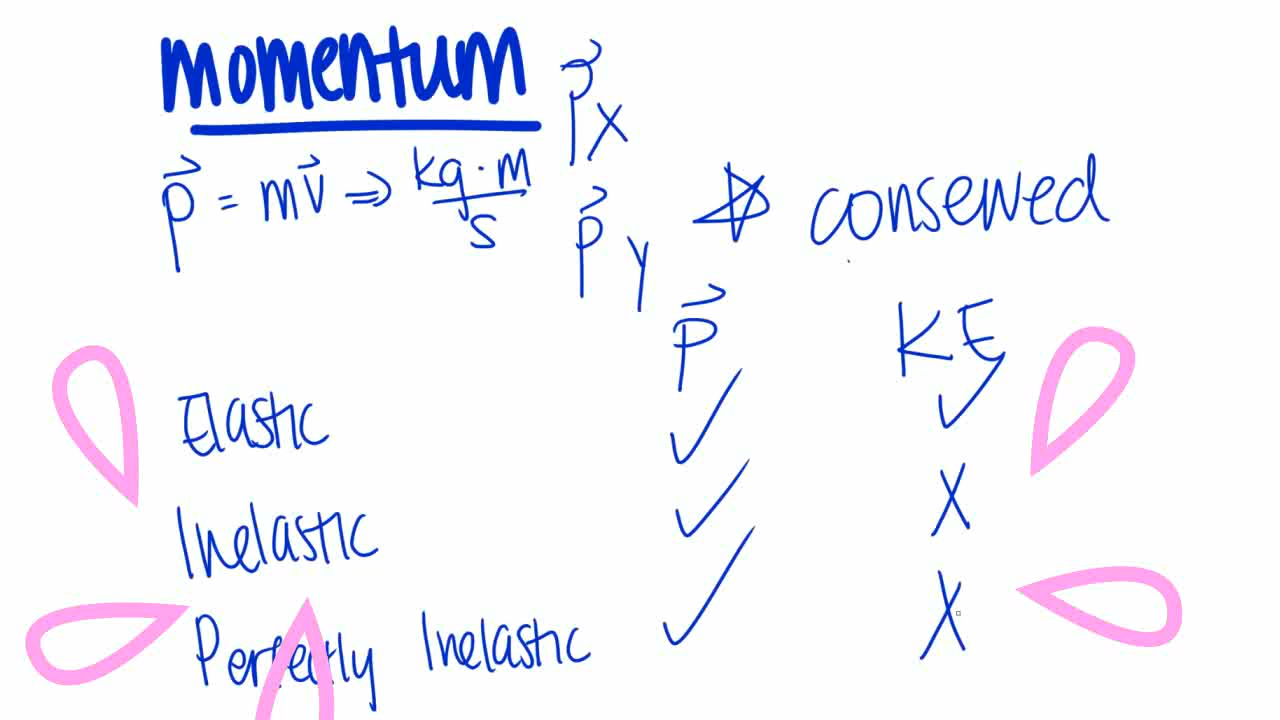 momentum
p⃗ = mv⃗ ⇒ kg·m/s
p⃗x
p⃗y
☆ conserved
p⃗ KE
Elastic ✓ ✓
Inelastic ✓ X
Perfectly Inelastic ✓ X